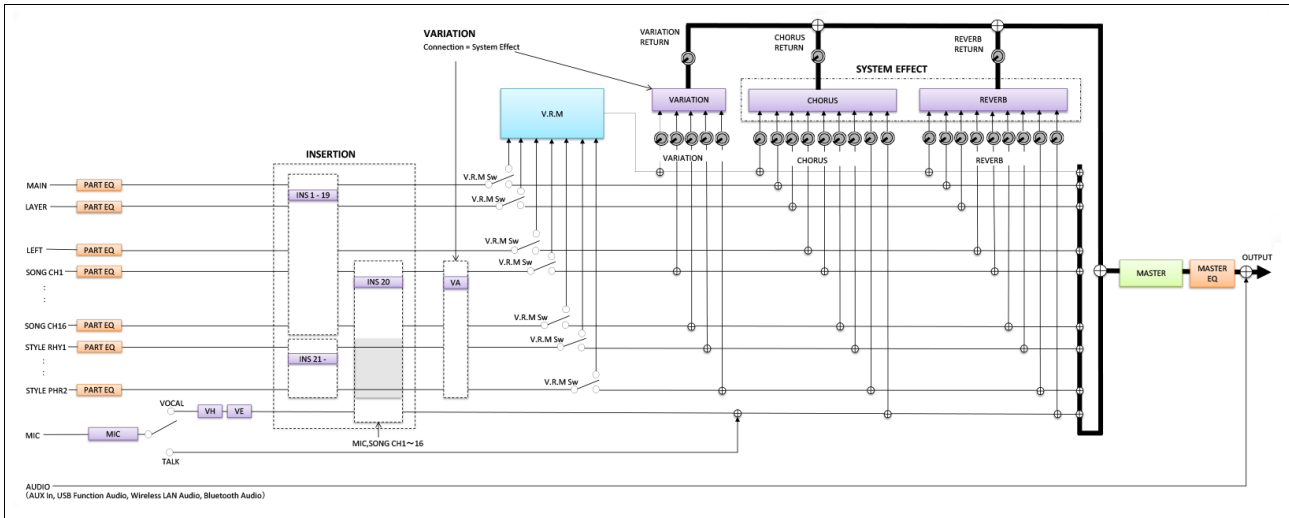 VARIATION
Connection = System Effect
VARIATION
RETURN
CHORUS
RETURN
REVERB
RETURN
SYSTEM EFFECT
V.R.M
VARIATION
CHORUS
REVERB
VARIATION
CHORUS
REVERB
INSERTION
MAIN
PART EQ
INS 1 - 19
V.R.M Sw
LAYER
PART EQ
V.R.M Sw
LEFT
PART EQ
V.R.M Sw
SONG CH1
PART EQ
INS 20
VA
V.R.M Sw
:
:
SONG CH16
PART EQ
V.R.M Sw
STYLE RHY1
PART EQ
INS 21 -
V.R.M Sw
:
:
STYLE PHR2
PART EQ
V.R.M Sw
MASTER
MASTER
EQ
OUTPUT
VOCAL
VH
VE
MIC
MIC
TALK
MIC,SONG CH1～16
AUDIO
(AUX In, USB Function Audio, Wireless LAN Audio, Bluetooth Audio)